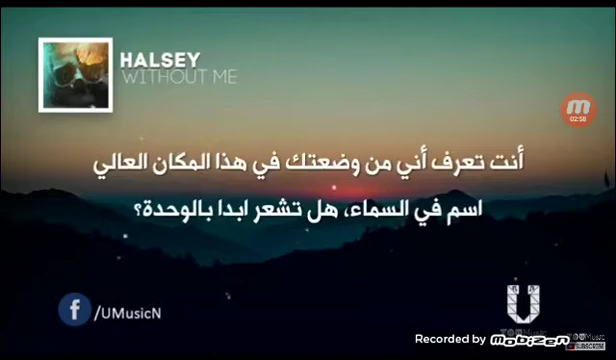 HALSEY
WITHOUT ME
02:58
أنت تعرف أني من وضعتك في هذا المكان العالي
اسم في السماء، هل تشعر ابدا بالوحدة؟
/UMusicN
Recorded by MOBIZEN
SUBSCRIBE